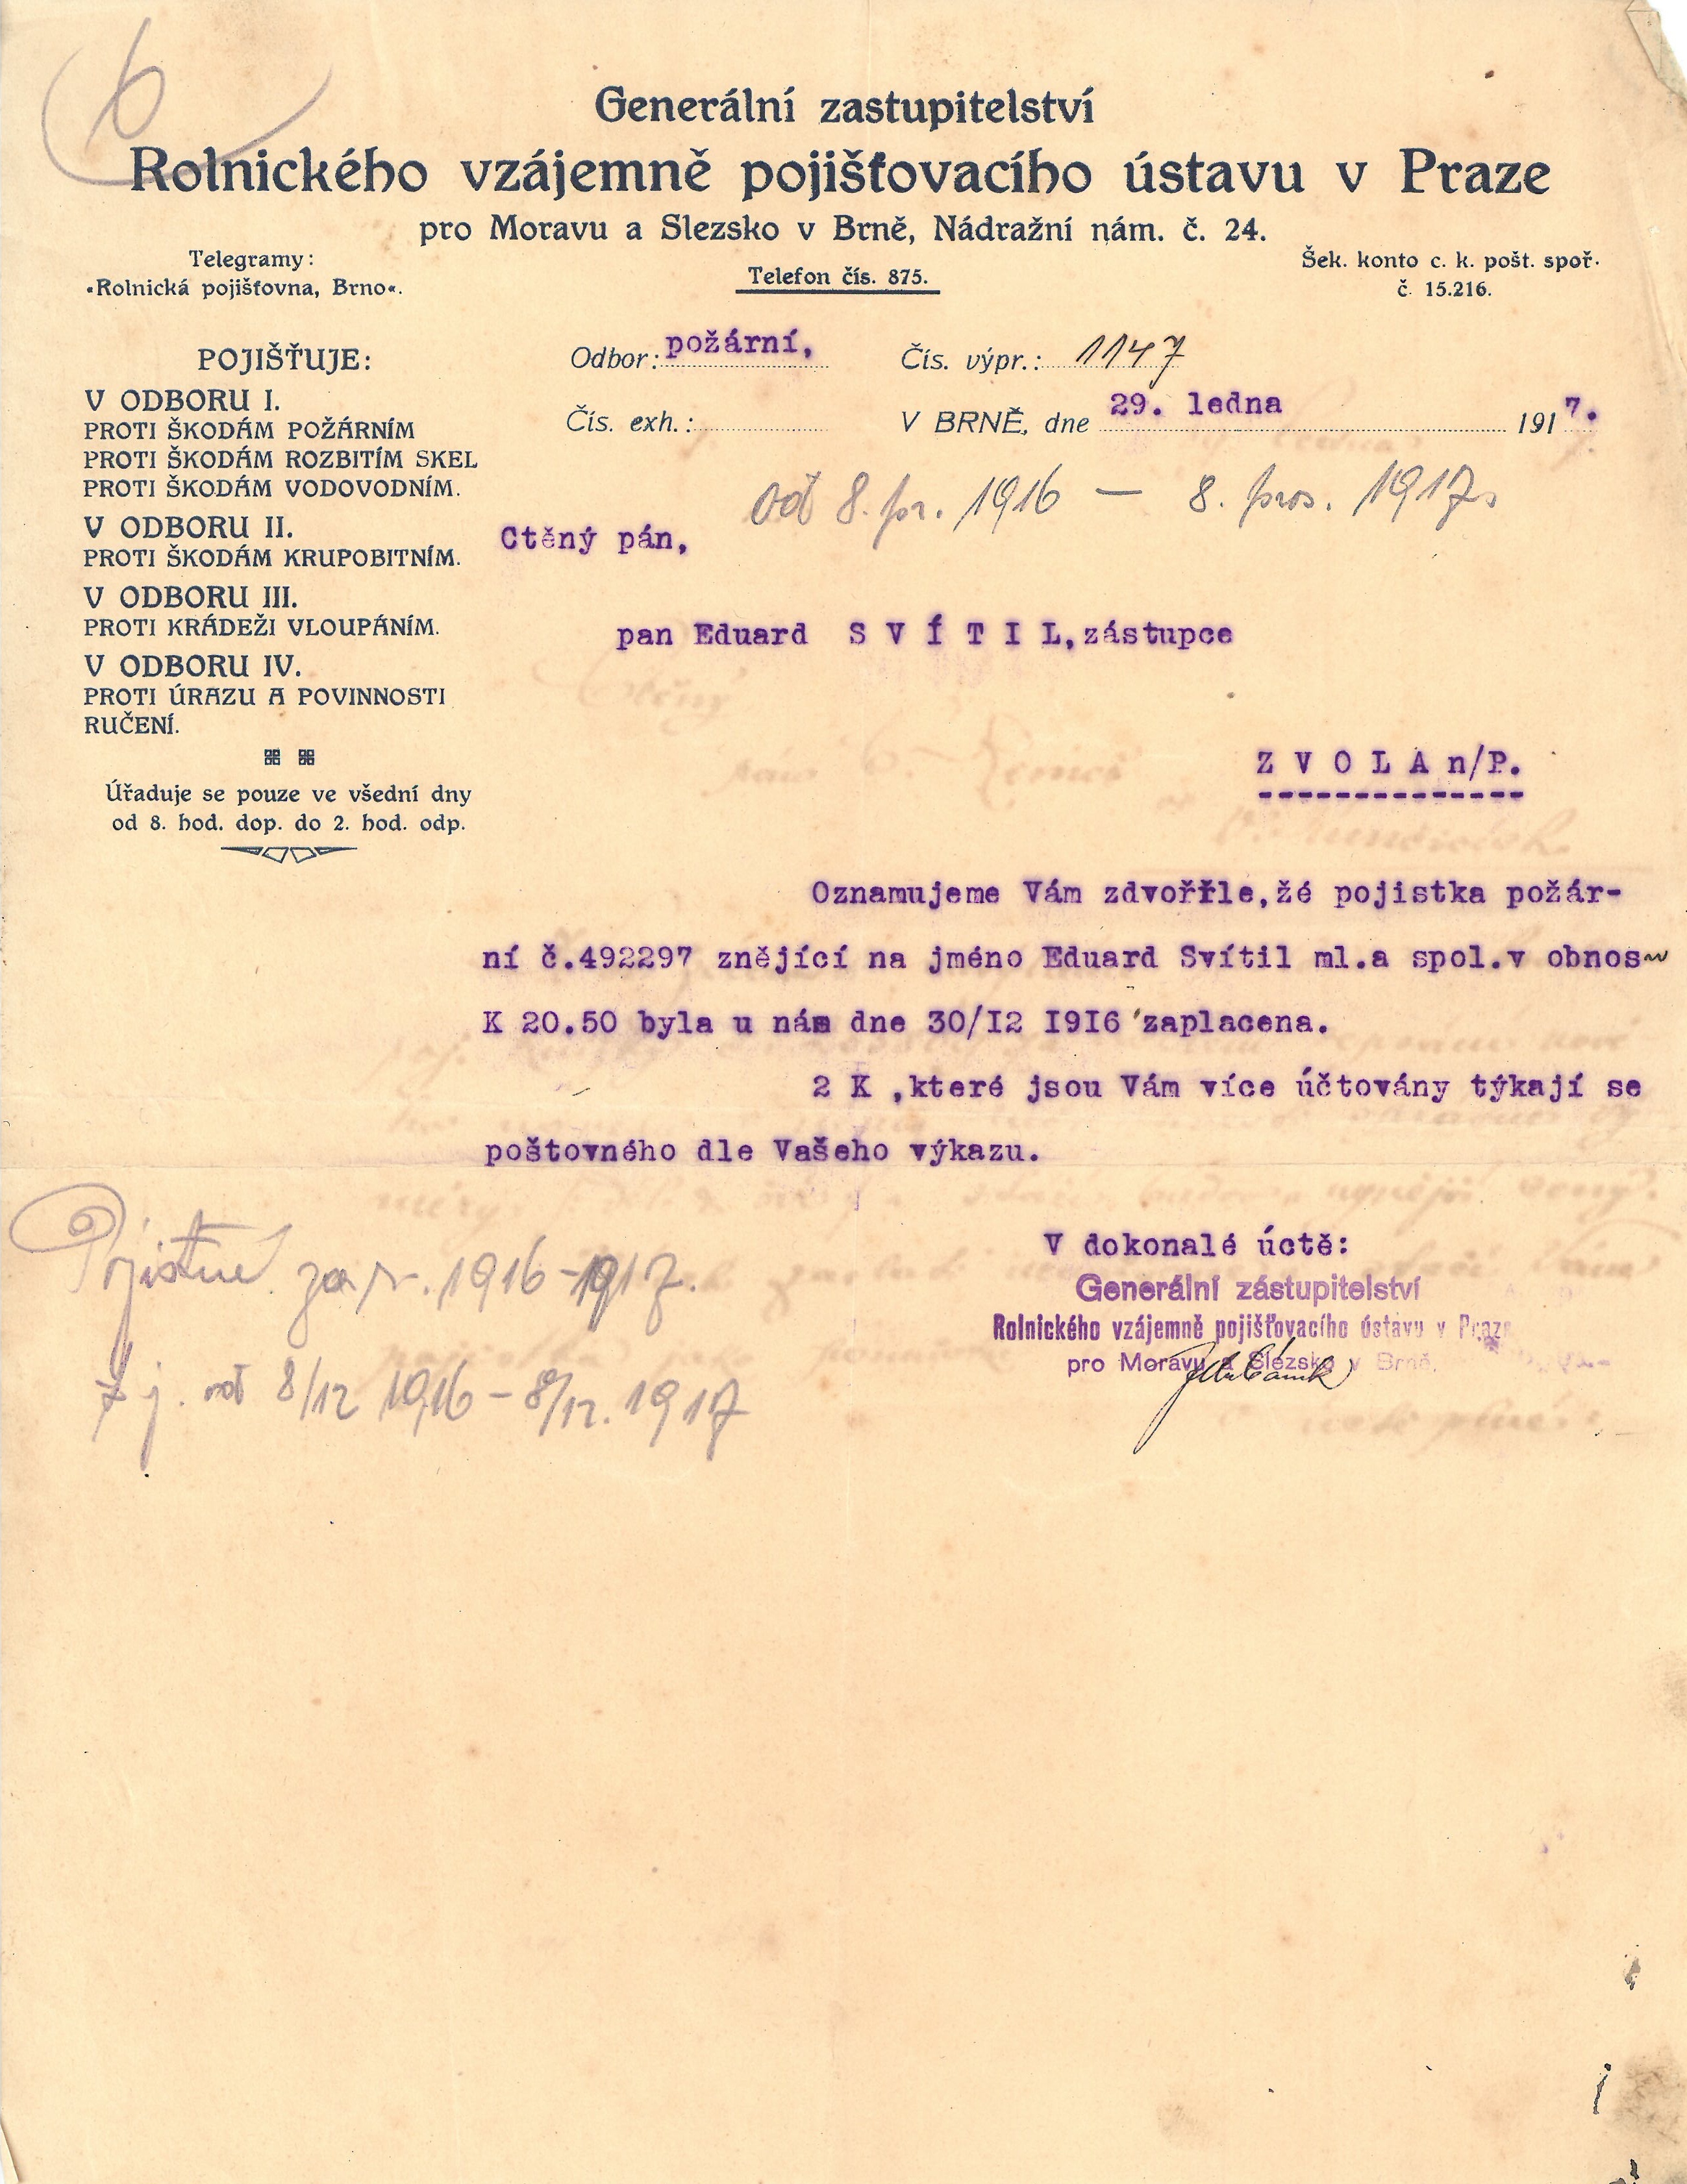 6
Generální zastupitelství
Rolnického vzájemně pojišťovacího ústavu v Praze
pro Moravu a Slezsko v Brně, Nádražní nám. č. 24.
Telegramy:
«Rolnická pojišťovna, Brno«.
Telefon čís. 875.
Šek. konto c. k. pošt. spoř.
č. 15.216.
POJIŠŤUJE:
V ODBORU I.
PROTI ŠKODÁM POŽÁRNÍM
PROTI ŠKODÁM ROZBITÍM SKEL
PROTI ŠKODÁM VODOVODNÍM.
V ODBORU II.
PROTI ŠKODÁM KRUPOBITNÍM.
V ODBORU III.
PROTI KRÁDEŽI VLOUPÁNÍM.
V ODBORU IV.
PROTI ÚRAZU A POVINNOSTI
RUČENÍ.
Úřaduje se pouze ve všední dny
od 8. hod. dop. do 2. hod. odp.
Odbor: požární, Čís. výpr.: 1147
Čís. exh.: V BRNĚ, dne 29. ledna 1917.
od 8. pr. 1916 — 8. pros. 1917.
Ctěný pán,
pan Eduard S V Í T I L, zástupce
Z V O L A n/P.
Oznamujeme Vám zdvořřle,žé pojistka požár-
ní č.492297 znějící na jméno Eduard Svítil ml.a spol.v obnos
K 20.50 byla u nás dne 30/I2 I9I6 zaplacena.
2 K ,které jsou Vám více účtovány týkají se
poštovného dle Vašeho výkazu.
V dokonalé úctě:
Generální zástupitelství
Rolnického vzájemně pojišťovacího ústavu v Praze
pro Moravu a Slezsko v Brně.
Pojistné za r. 1916-1917.
t j. od 8/12 1916 – 8/12. 1917